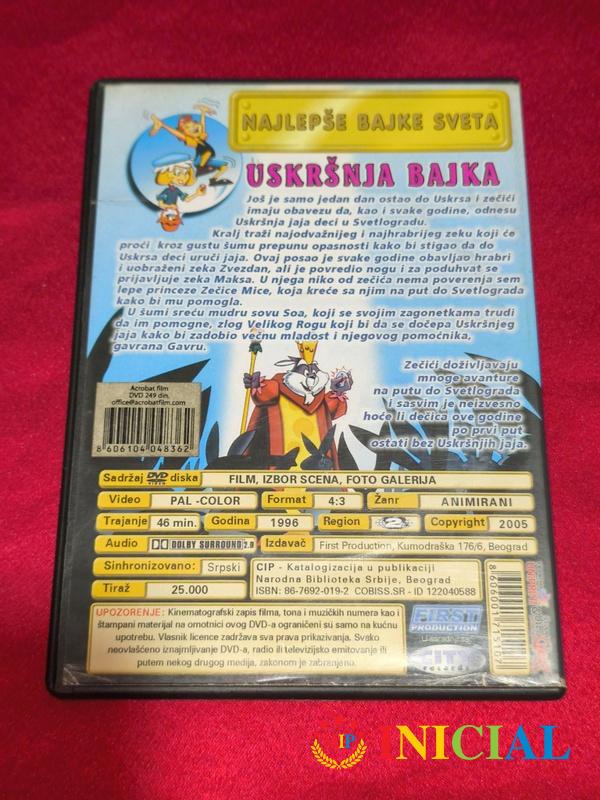 NAJLEPŠE BAJKE SVETA
USKRŠNJA BAJKA
Još je samo jedan dan ostao do Uskrsa i zečići
imaju obavezu da, kao i svake godine, odnesu
Uskršnja jaja deci u Svetlogradu.
Kralj traži najodvažnijeg i najhrabrijeg zeku koji će
proći kroz gustu šumu prepunu opasnosti kako bi stigao da do
Uskrsa deci uruči jaja. Ovaj posao je svake godine obavljao hrabri
i uobraženi zeka Zvezdan, ali je povredio nogu i za poduhvat se
prijavljuje zeka Maksa. U njega niko od zečića nema poverenja sem
lepe princeze Zečice Mice, koja kreće sa njim na put do Svetlograda
kako bi mu pomogla.
U šumi sreću mudru sovu Soa, koji se svojim zagonetkama trudi
da im pomogne, zlog Velikog Rogu koji bi da se dočepa Uskršnjeg
jaja kako bi zadobio večnu mladost i njegovog pomoćnika,
gavrana Gavru.
Zečići doživljavaju
mnoge avanture
na putu do Svetlograda
i sasvim je neizvesno
hoće li dečica ove godine
po prvi put
ostati bez Uskršnjih jaja.
Acrobat film
DVD 249 din.
office@acrobatfilm.com
8 606104 048362
Sadržaj DVD diska FILM, IZBOR SCENA, FOTO GALERIJA
Video PAL -COLOR Format 4:3 Žanr ANIMIRANI
Trajanje 46 min. Godina 1996 Region 2 Copyright 2005
Audio DOLBY SURROUND 2.0 Izdavač First Production, Kumodraška 176/6, Beograd
Sinhronizovano: Srpski CIP - Katalogizacija u publikaciji
Narodna Biblioteka Srbije, Beograd
Tiraž 25.000 ISBN: 86-7692-019-2 COBISS.SR - ID 122040588
UPOZORENJE: Kinematografski zapis filma, tona i muzičkih numera kao i
štampani materijal na omotnici ovog DVD-a ograničeni su samo na kućnu
upotrebu. Vlasnik licence zadržava sva prava prikazivanja. Svako
neovlašćeno iznajmljivanje DVD-a, radio ili televizijsko emitovanje ili
putem nekog drugog medija, zakonom je zabranjeno.
FIRST
PRODUCTION
CITY
records
IP INICIAL